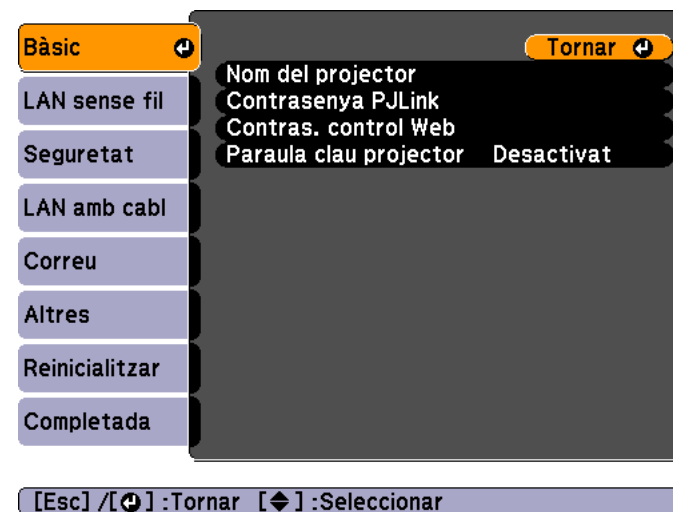 Bàsic
Tornar
Nom del projector
Contrasenya PJLink
Contras. control Web
Paraula clau projector Desactivat
LAN sense fil
Seguretat
LAN amb cabl
Correu
Altres
Reinicialitzar
Completada
[Esc] /[⏎] :Tornar [◆] :Seleccionar